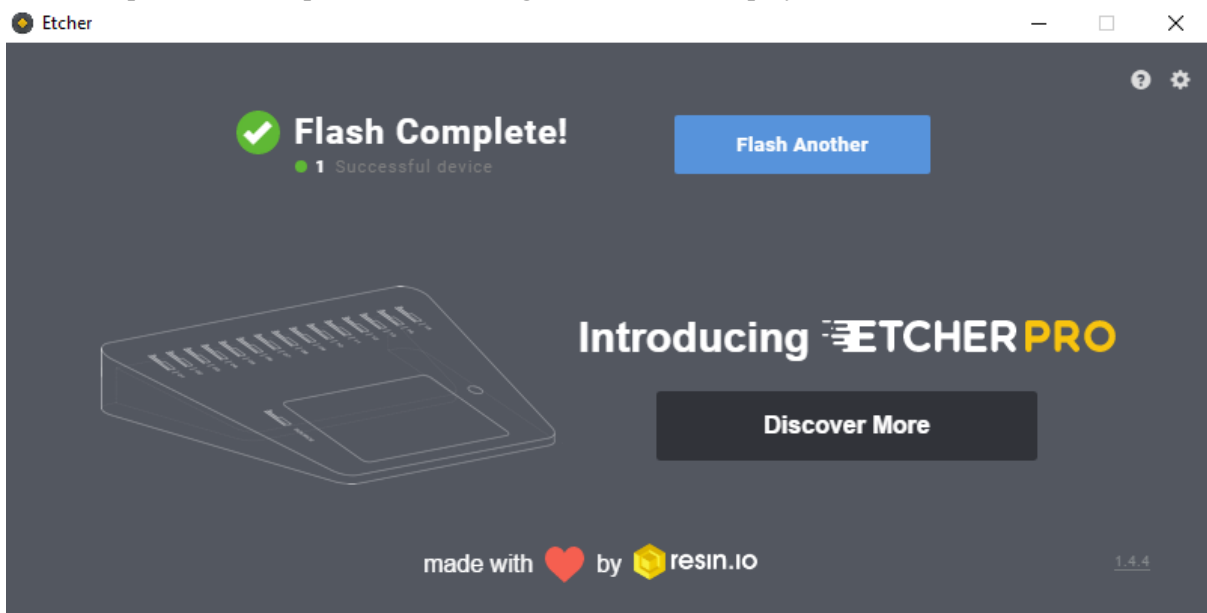 Etcher
Flash Complete!
1 Successful device
Flash Another
Introducing ETCHER PRO
Discover More
made with by resin.io
1.4.4